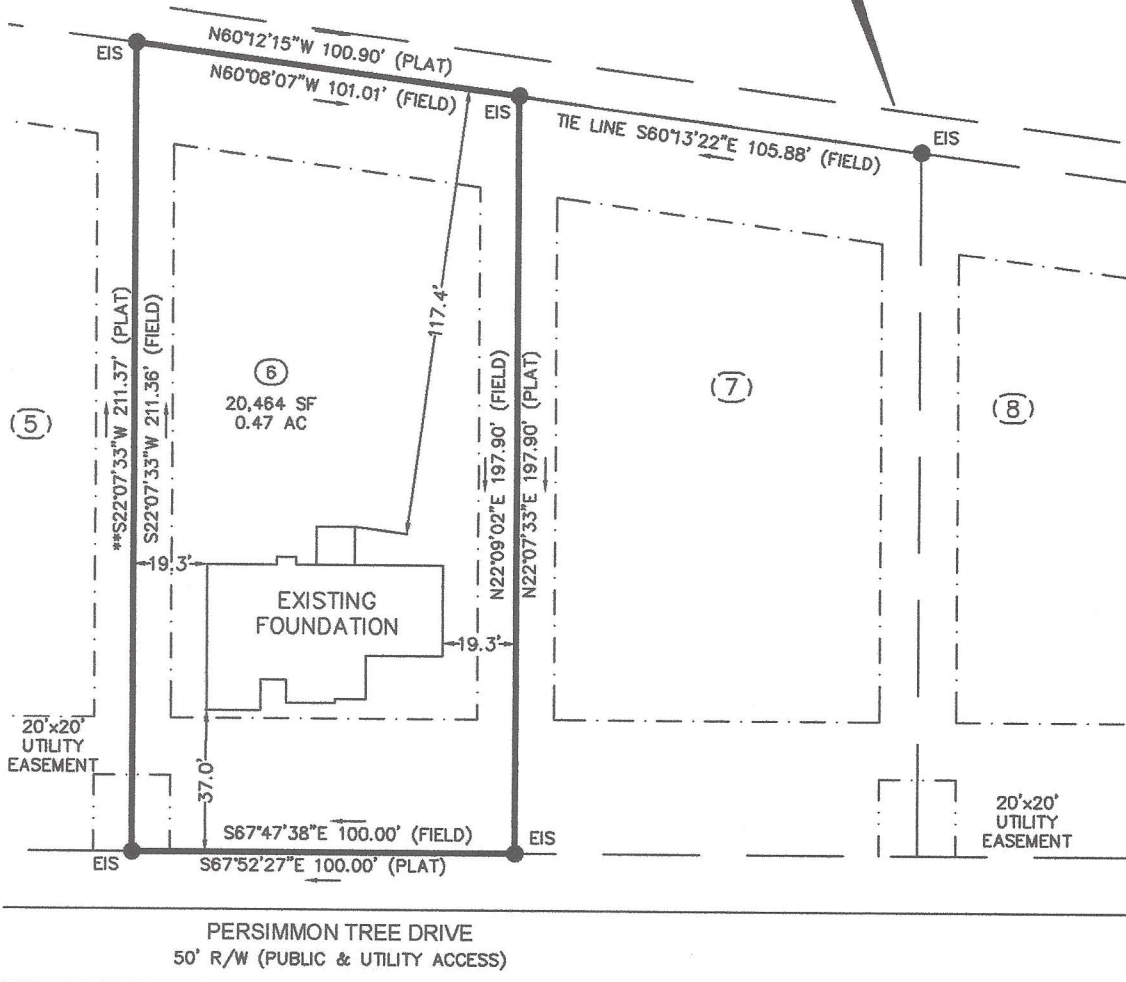 EIS
N60°12'15"W 100.90' (PLAT)
N60°08'07"W 101.01' (FIELD)
EIS
TIE LINE S60°13'22"E 105.88' (FIELD)
EIS
**S22°07'33"W 211.37' (PLAT)
S22°07'33"W 211.36' (FIELD)
117.4'
N22°09'02"E 197.90' (FIELD)
N22°07'33"E 197.90' (PLAT)
5
6
20,464 SF
0.47 AC
7
8
19.3'
EXISTING
FOUNDATION
19.3'
20'x20'
UTILITY
EASEMENT
37.0'
20'x20'
UTILITY
EASEMENT
S67°47'38"E 100.00' (FIELD)
EIS
EIS
S67°52'27"E 100.00' (PLAT)
PERSIMMON TREE DRIVE
50' R/W (PUBLIC & UTILITY ACCESS)